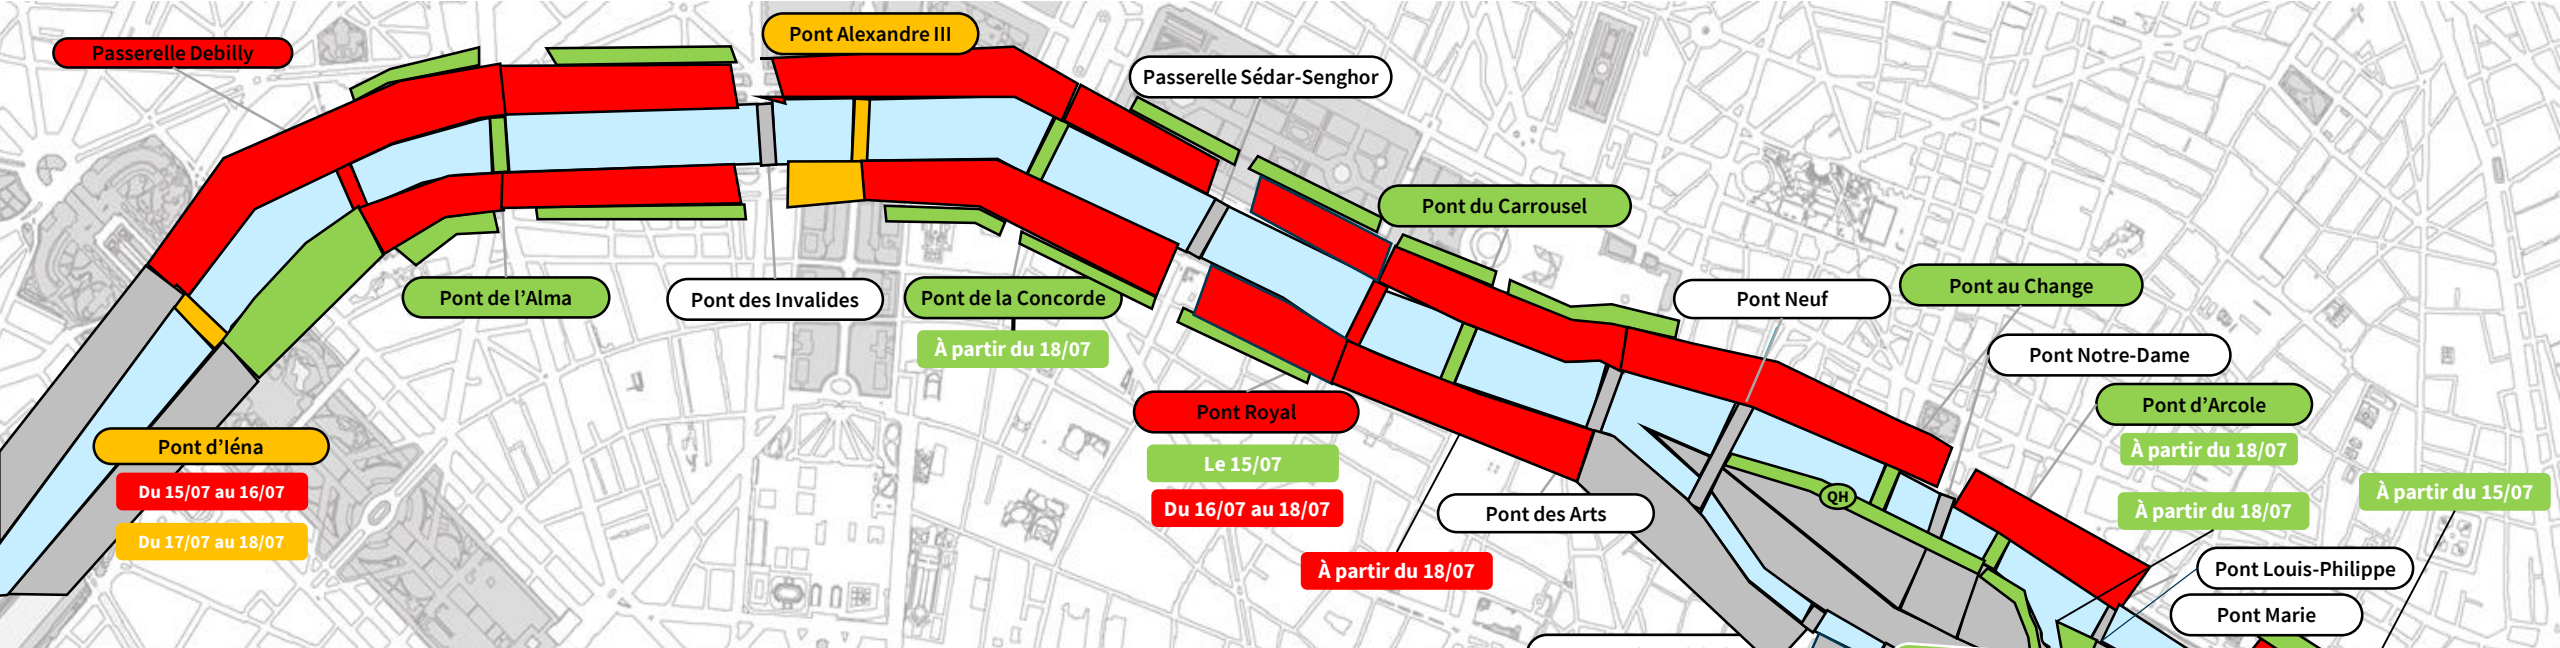 Passerelle Debilly
Pont Alexandre III
Passerelle Sédar-Senghor
Pont du Carrousel
Pont de l'Alma
Pont des Invalides
Pont de la Concorde
À partir du 18/07
Pont Neuf
Pont au Change
Pont Notre-Dame
Pont d'Arcole
À partir du 18/07
Pont Royal
Le 15/07
Du 16/07 au 18/07
Pont d'Iéna
Du 15/07 au 16/07
Du 17/07 au 18/07
QH
Pont des Arts
À partir du 18/07
À partir du 18/07
À partir du 15/07
Pont Louis-Philippe
Pont Marie